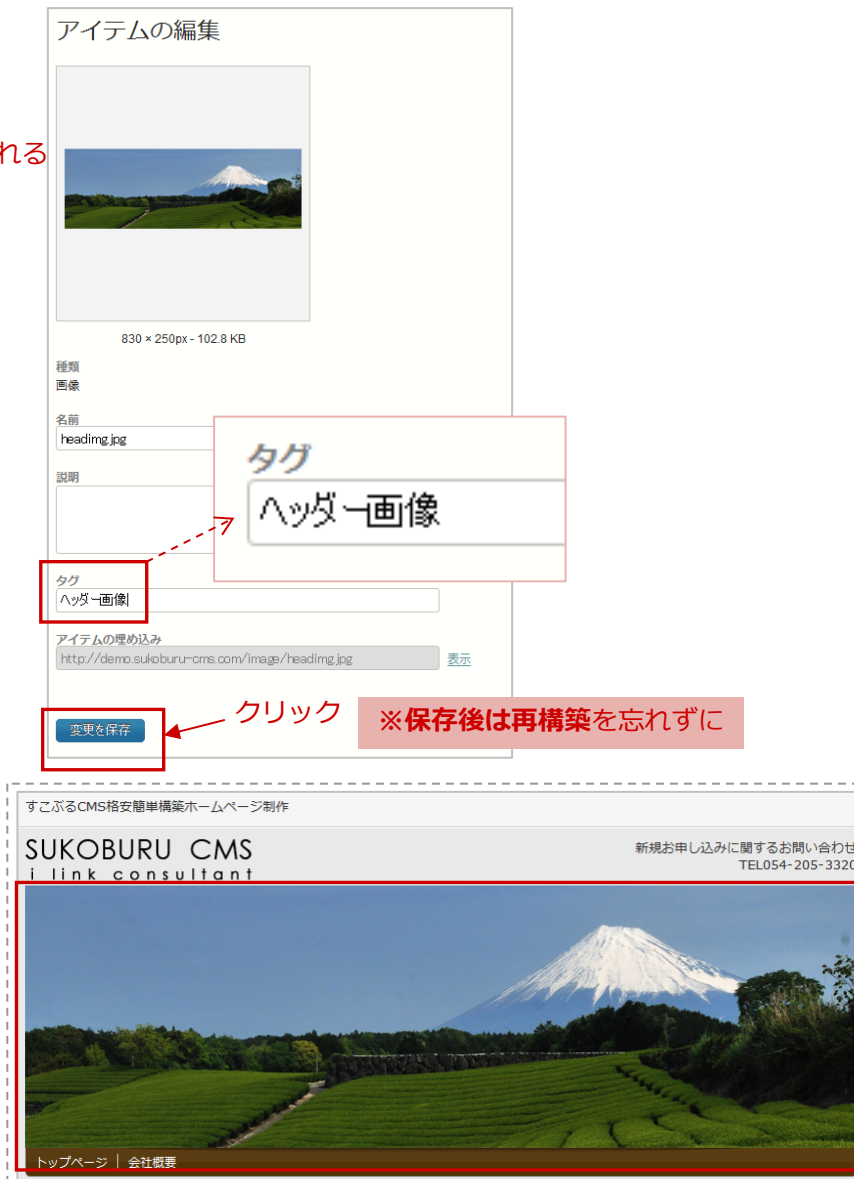 アイテムの編集
れる
830 × 250px - 102.8 KB
種類
画像
名前
headimg.jpg
説明
タグ
ヘッダー画像
タグ
ヘッダー画像
アイテムの埋め込み
http://demo.sukoburu-cms.com/image/headimg.jpg 表示
変更を保存
クリック
※保存後は再構築を忘れずに
すこぶるCMS格安簡単構築ホームページ制作
SUKOBURU CMS
i link consultant
新規お申し込みに関するお問い合わせ
TEL054-205-3320
トップページ | 会社概要